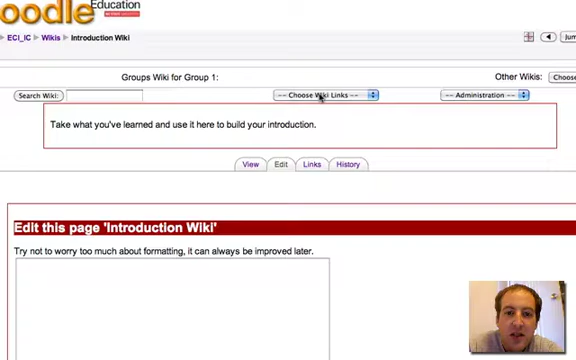 oodle Education
ECI_IC Wikis Introduction Wiki Jum
Groups Wiki for Group 1: Other Wikis: Choose
Search Wiki: -- Choose Wiki Links -- -- Administration --
Take what you've learned and use it here to build your introduction.
View Edit Links History
Edit this page 'Introduction Wiki'
Try not to worry too much about formatting, it can always be improved later.